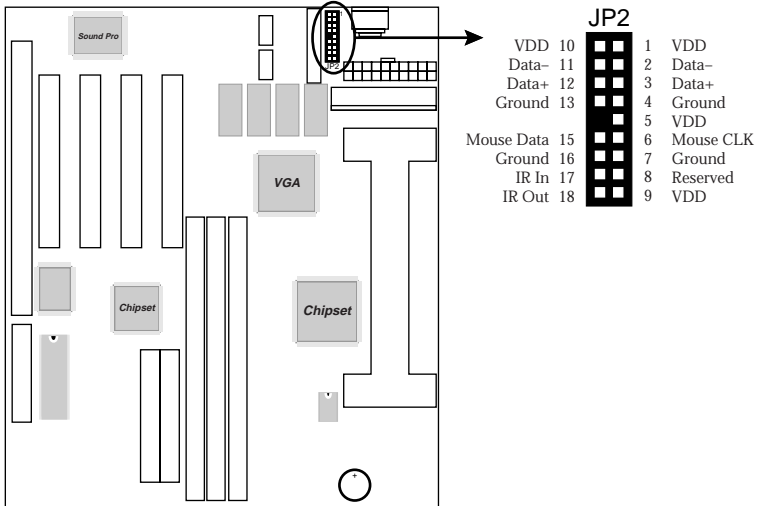 Sound Pro
JP2
JP2
VDD 10 1 VDD
Data– 11 2 Data–
Data+ 12 3 Data+
Ground 13 4 Ground
5 VDD
Mouse Data 15 6 Mouse CLK
Ground 16 7 Ground
IR In 17 8 Reserved
IR Out 18 9 VDD
VGA
Chipset
Chipset
+